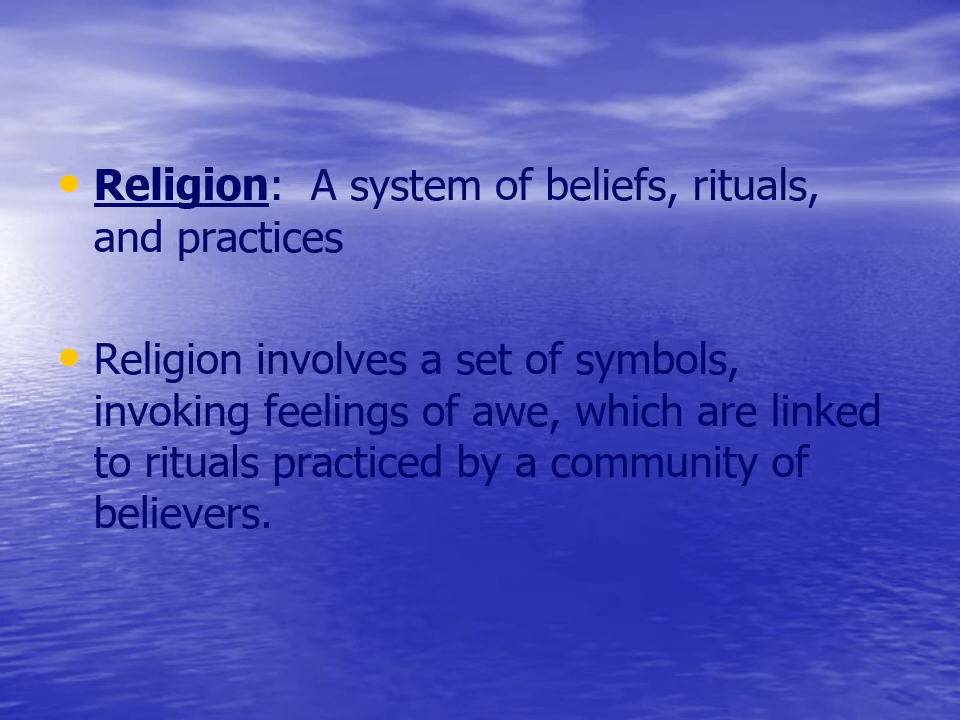 • Religion: A system of beliefs, rituals,
and practices
• Religion involves a set of symbols,
invoking feelings of awe, which are linked
to rituals practiced by a community of
believers.